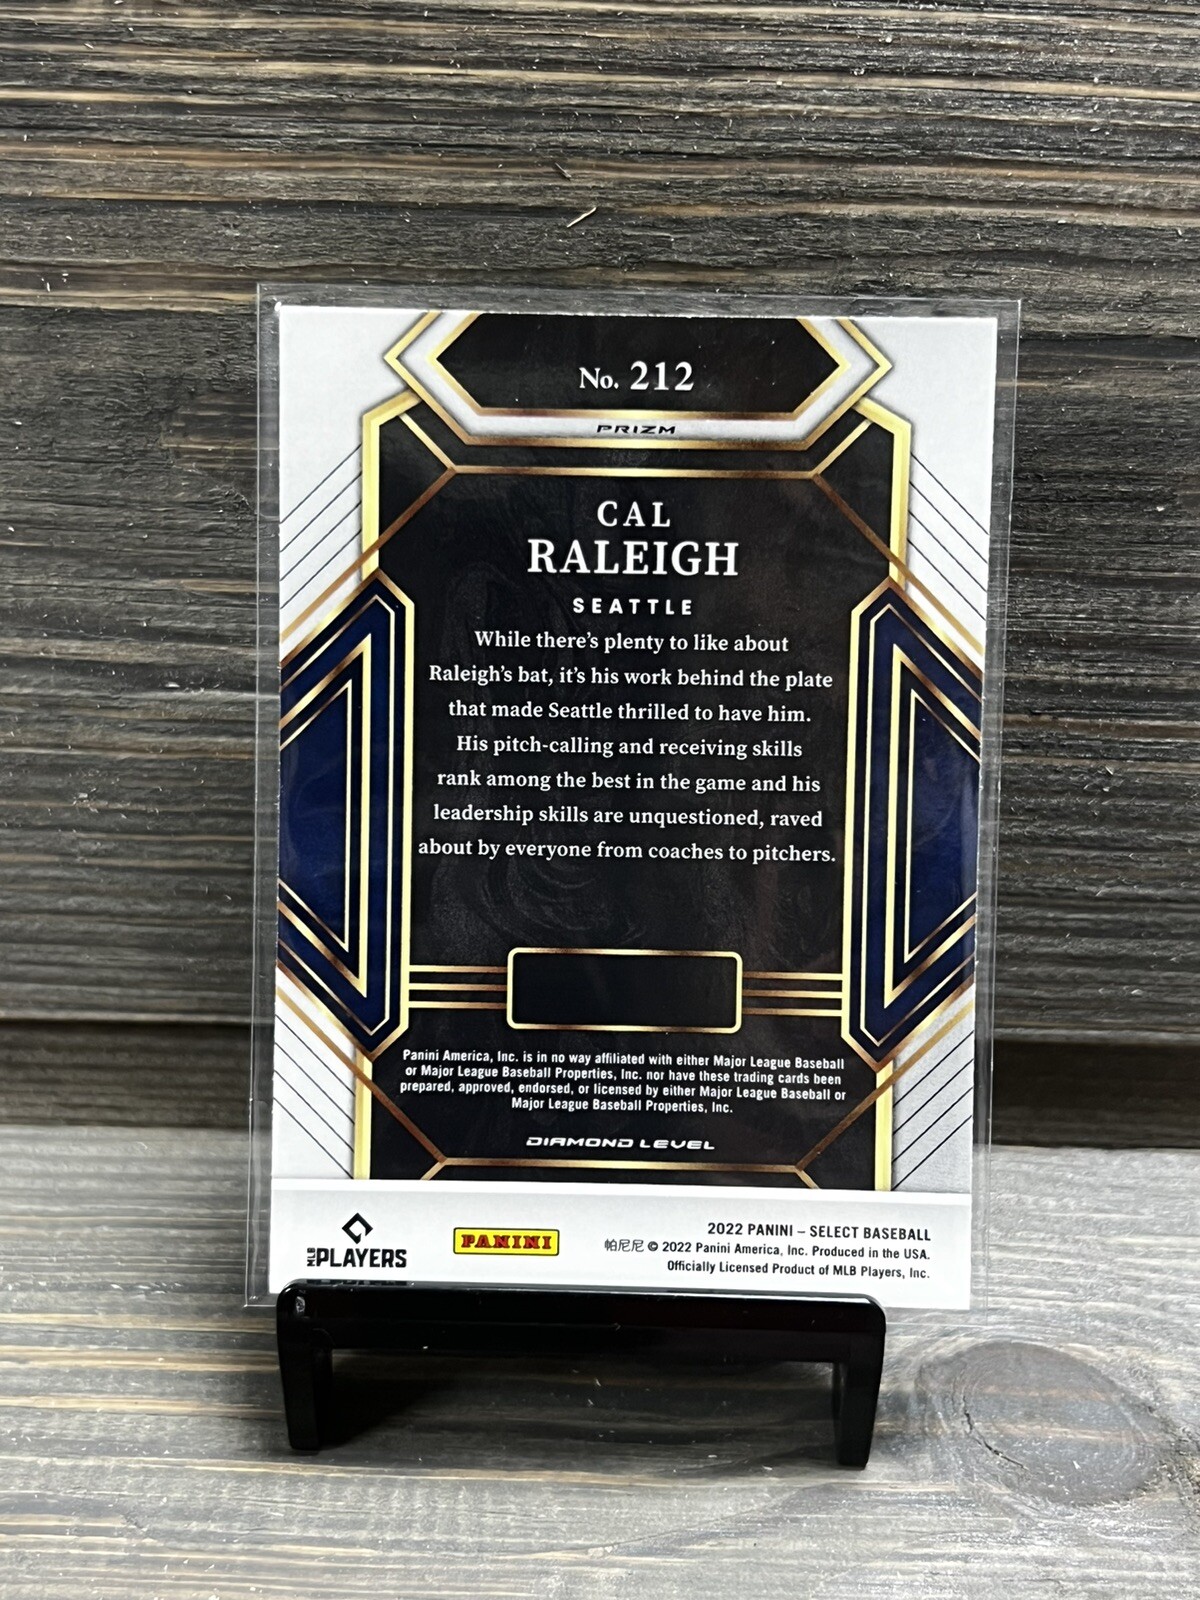 No. 212
PRIZM
CAL
RALEIGH
SEATTLE
While there's plenty to like about
Raleigh's bat, it's his work behind the plate
that made Seattle thrilled to have him.
His pitch-calling and receiving skills
rank among the best in the game and his
leadership skills are unquestioned, raved
about by everyone from coaches to pitchers.
Panini America, Inc. is in no way affiliated with either Major League Baseball
or Major League Baseball Properties, Inc. nor have these trading cards been
prepared, approved, endorsed, or licensed by either Major League Baseball or
Major League Baseball Properties, Inc.
DIAMOND LEVEL
MLB PLAYERS
PANINI
2022 PANINI – SELECT BASEBALL
帕尼尼 © 2022 Panini America, Inc. Produced in the USA.
Officially Licensed Product of MLB Players, Inc.